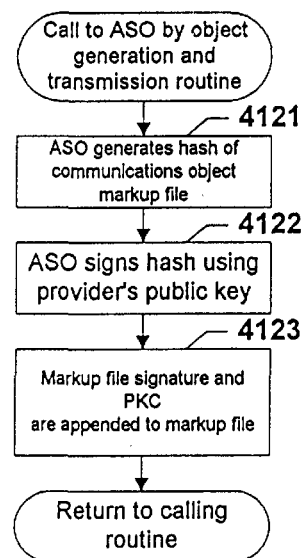 Call to ASO by object
generation and
transmission routine
4121
ASO generates hash of
communications object
markup file
4122
ASO signs hash using
provider's public key
4123
Markup file signature and
PKC
are appended to markup file
Return to calling
routine